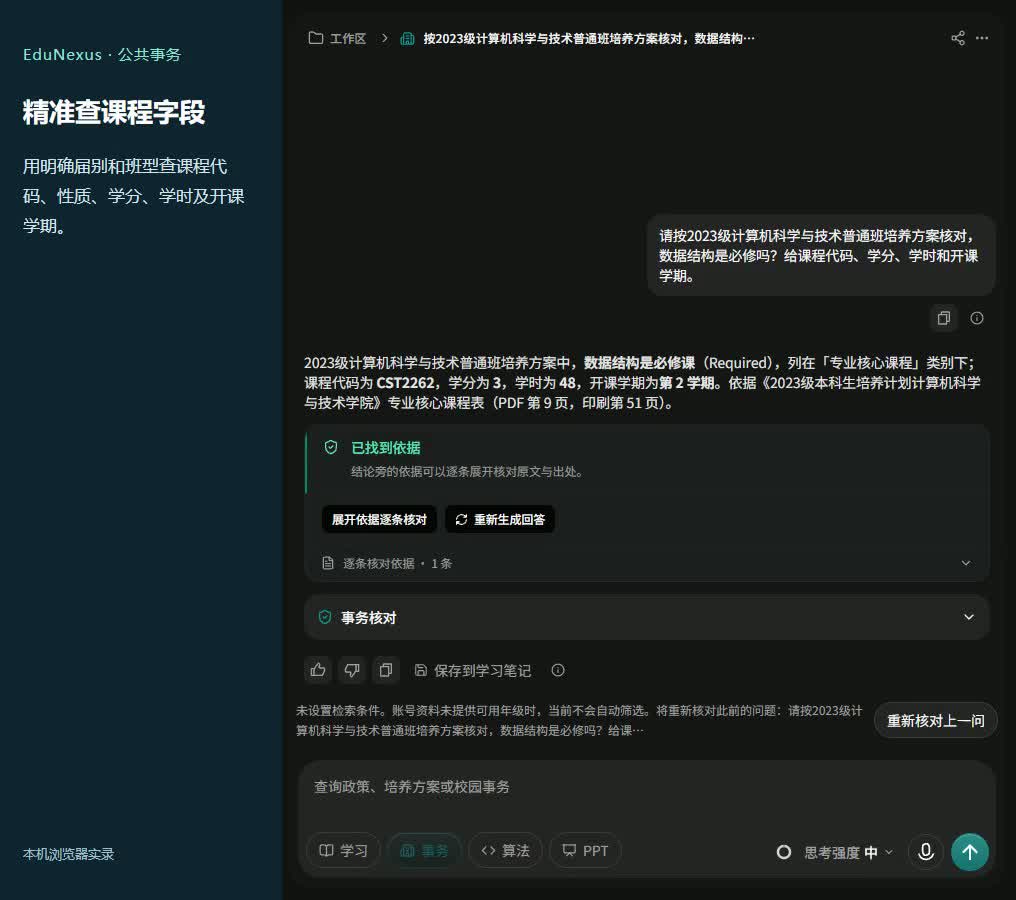 EduNexus · 公共事务
精准查课程字段
用明确届别和班型查课程代
码、性质、学分、学时及开课
学期。
本机浏览器实录
工作区 > 按2023级计算机科学与技术普通班培养方案核对，数据结构…
请按2023级计算机科学与技术普通班培养方案核对，
数据结构是必修吗？给课程代码、学分、学时和开课
学期。
2023级计算机科学与技术普通班培养方案中，数据结构是必修课（Required），列在「专业核心课程」类别下；
课程代码为 CST2262，学分为 3，学时为 48，开课学期为第 2 学期。依据《2023级本科生培养计划计算机科学
与技术学院》专业核心课程表（PDF 第 9 页，印刷第 51 页）。
已找到依据
结论旁的依据可以逐条展开核对原文与出处。
展开依据逐条核对 重新生成回答
逐条核对依据 · 1 条
事务核对
保存到学习笔记
未设置检索条件。账号资料未提供可用年级时，当前不会自动筛选。将重新核对此前的问题：请按2023级计
算机科学与技术普通班培养方案核对，数据结构是必修吗？给课…
重新核对上一问
查询政策、培养方案或校园事务
学习 事务 算法 PPT 思考强度 中